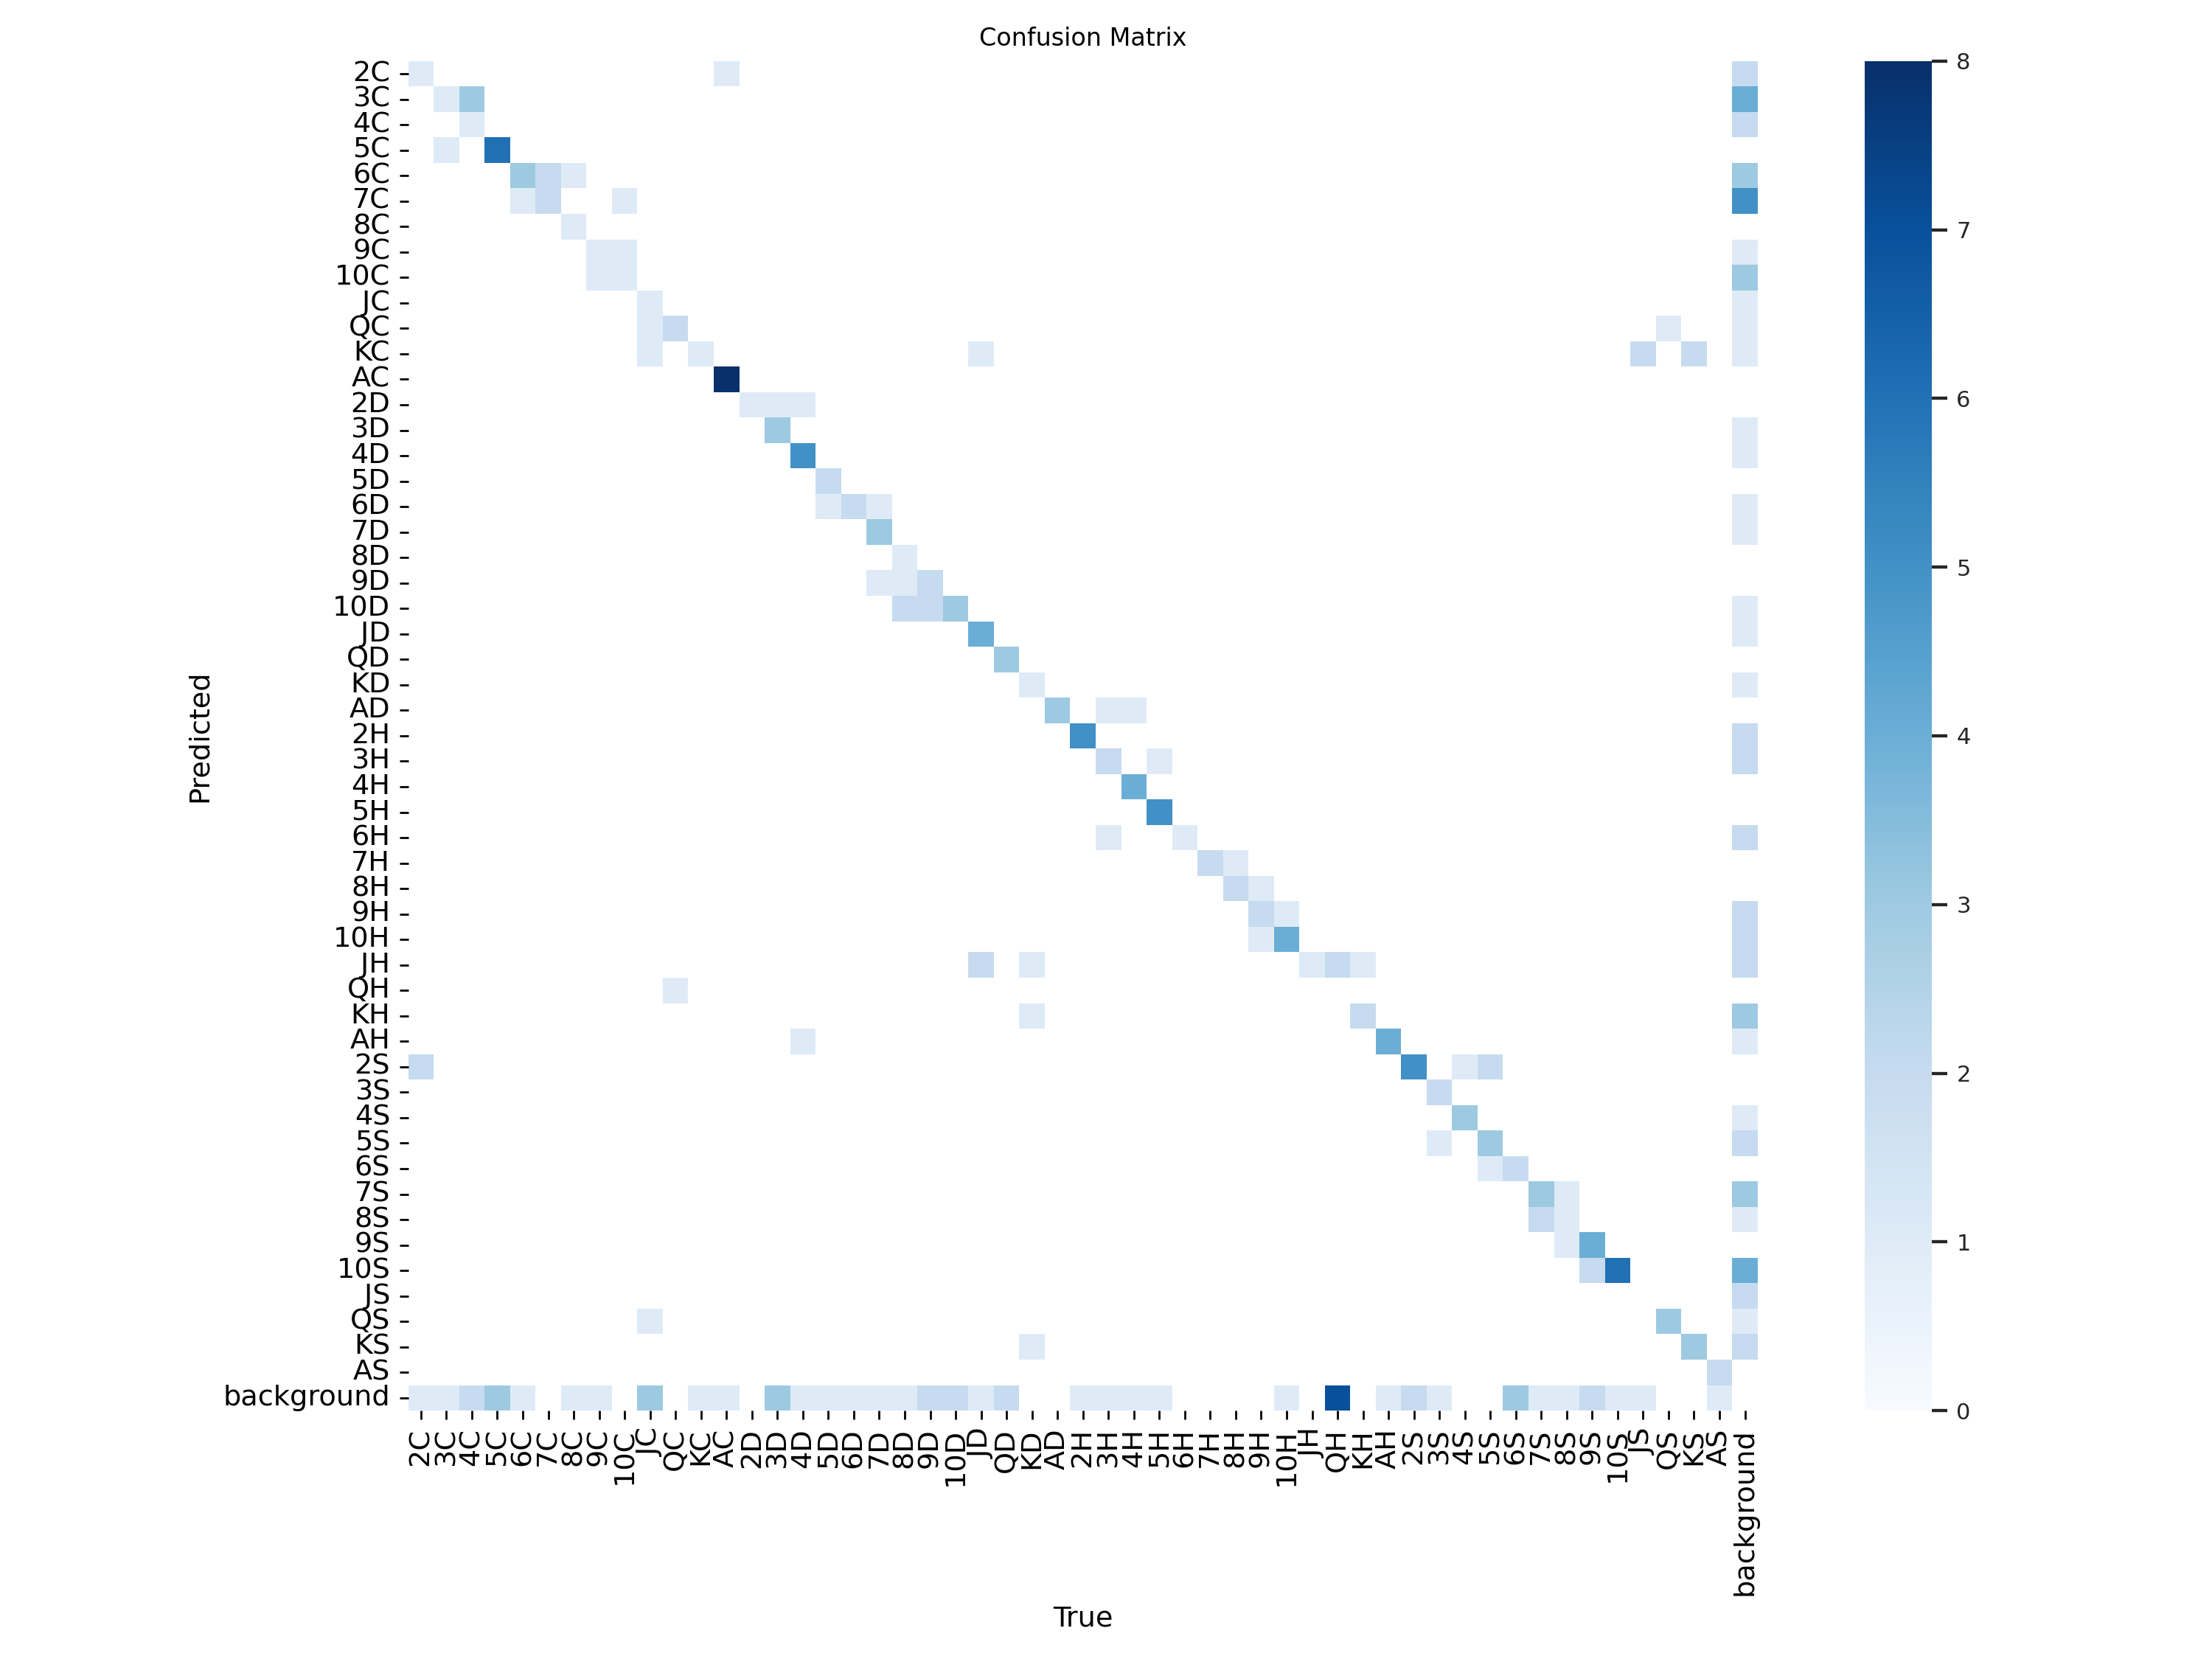 Confusion Matrix
2C
3C
4C
5C
6C
7C
8C
9C
10C
JC
QC
KC
AC
2D
3D
4D
5D
6D
7D
8D
9D
10D
JD
QD
KD
AD
2H
3H
4H
5H
6H
7H
8H
9H
10H
JH
QH
KH
AH
2S
3S
4S
5S
6S
7S
8S
9S
10S
JS
QS
KS
AS
background
Predicted
2C 3C 4C 5C 6C 7C 8C 9C 10C JC QC KC AC 2D 3D 4D 5D 6D 7D 8D 9D 10D JD QD KD AD 2H 3H 4H 5H 6H 7H 8H 9H 10H JH QH KH AH 2S 3S 4S 5S 6S 7S 8S 9S 10S JS QS KS AS background
True
8
7
6
5
4
3
2
1
0